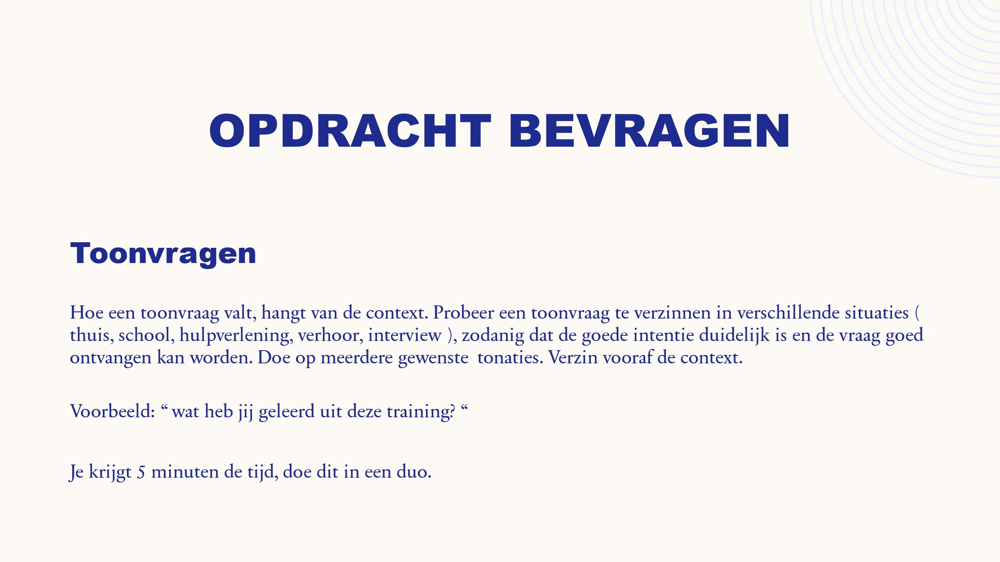 OPDRACHT BEVRAGEN
Toonvragen
Hoe een toonvraag valt, hangt van de context. Probeer een toonvraag te verzinnen in verschillende situaties (
thuis, school, hulpverlening, verhoor, interview ), zodanig dat de goede intentie duidelijk is en de vraag goed
ontvangen kan worden. Doe op meerdere gewenste  tonaties. Verzin vooraf de context.
Voorbeeld: “ wat heb jij geleerd uit deze training? “
Je krijgt 5 minuten de tijd, doe dit in een duo.